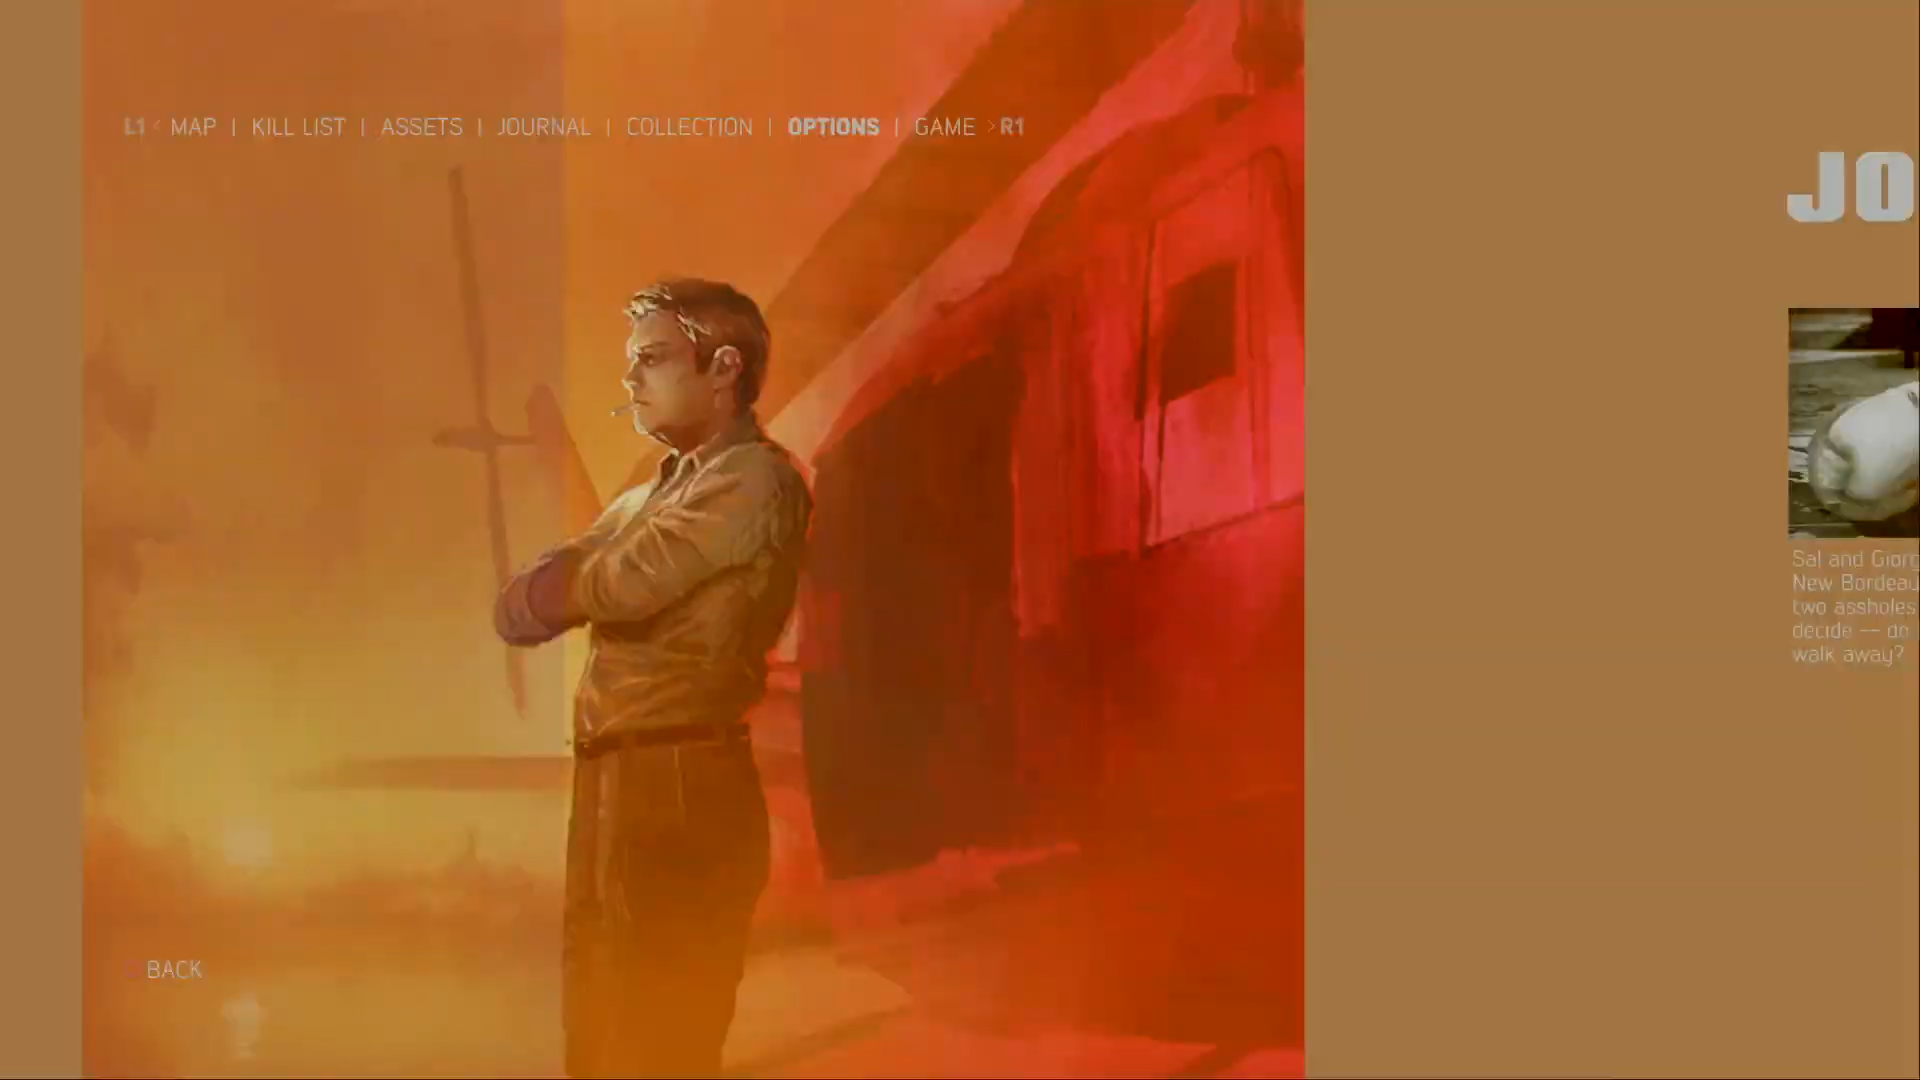 L1 < MAP | KILL LIST | ASSETS | JOURNAL | COLLECTION | OPTIONS | GAME > R1
JO
Sal and Giorg
New Bordeau
two assholes
decide -- do
walk away?
BACK